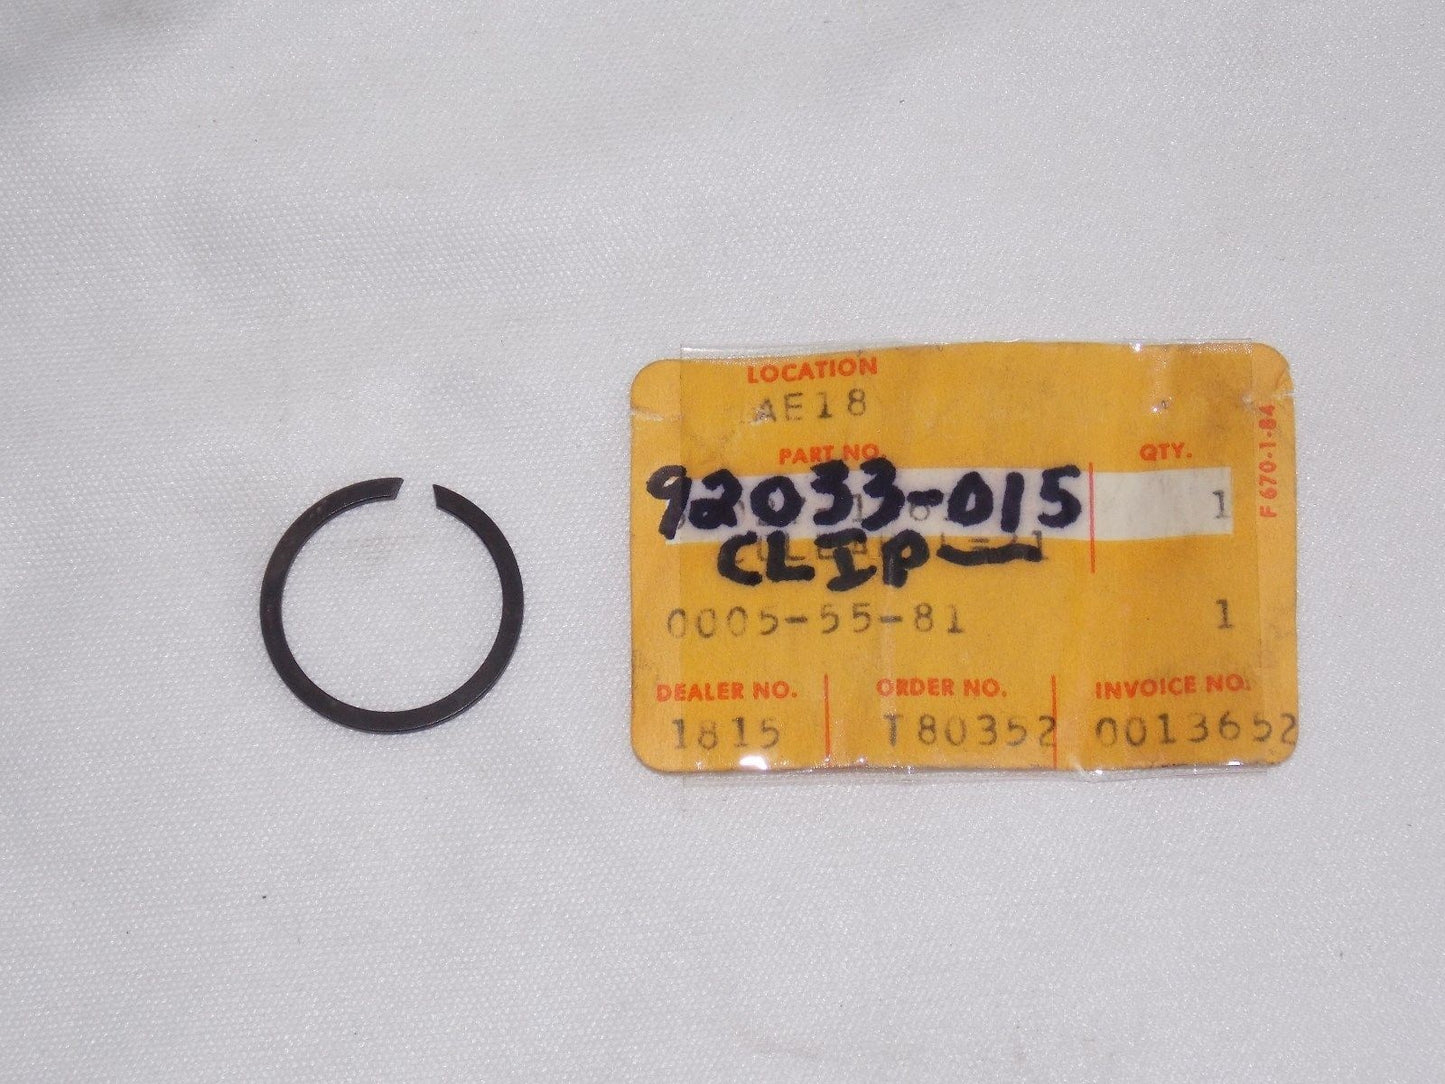 LOCATION
AE18
PART NO. QTY.
92033-015 1
CLIP
0005-55-81 1
DEALER NO. ORDER NO. INVOICE NO.
1815 T80352 0013652
F 670-1-84